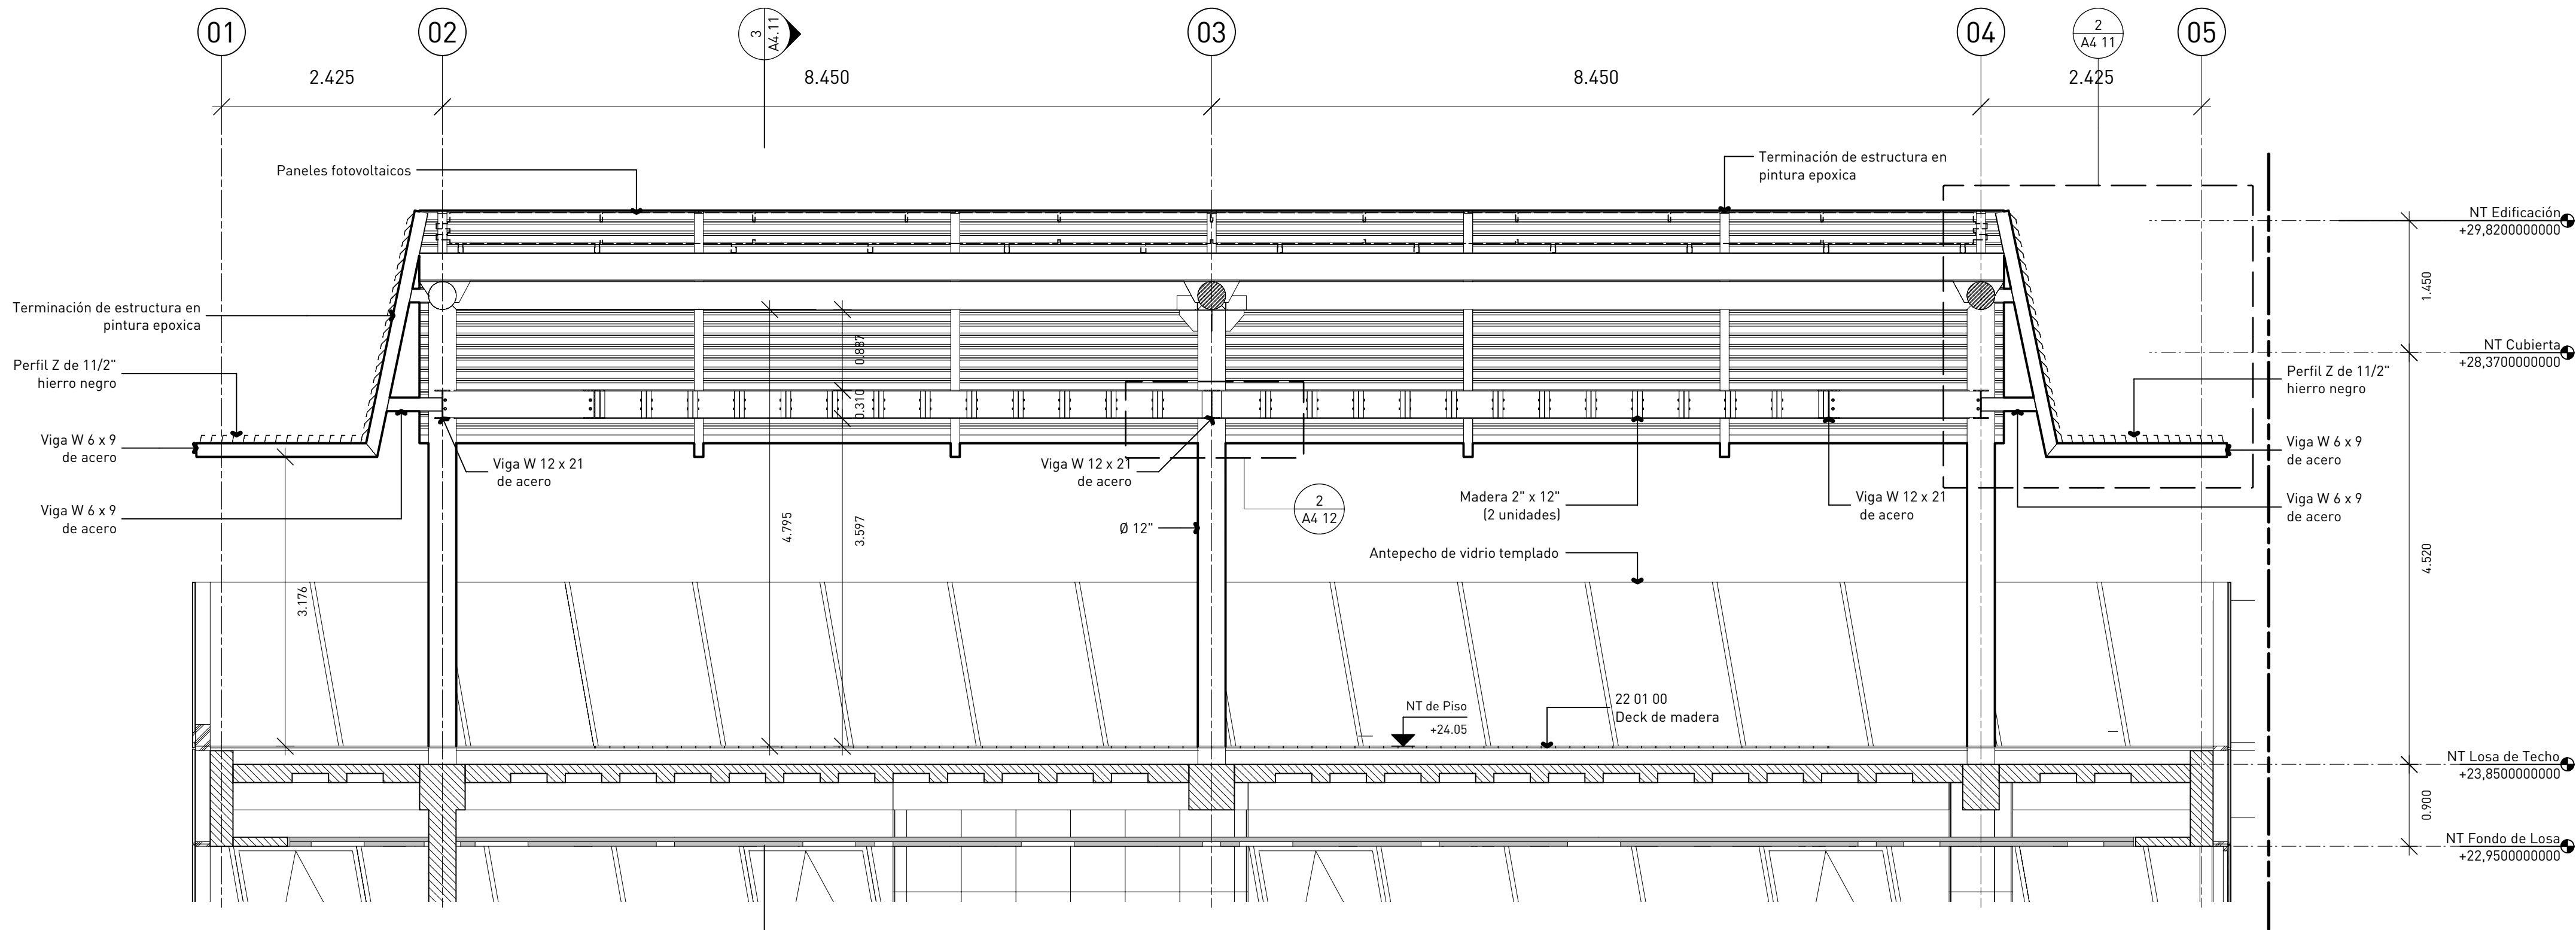 01
02
3
A4.11
03
04
2
A4 11
05
2.425
8.450
8.450
2.425
Paneles fotovoltaicos
Terminación de estructura en
pintura epoxica
NT Edificación
+29,8200000000
1.450
Terminación de estructura en
pintura epoxica
NT Cubierta
+28,3700000000
Perfil Z de 11/2"
hierro negro
0.887
0.310
Perfil Z de 11/2"
hierro negro
Viga W 6 x 9
de acero
Viga W 12 x 21
de acero
Viga W 12 x 21
de acero
Viga W 6 x 9
de acero
Viga W 6 x 9
de acero
4.795
3.597
Ø 12"
2
A4 12
Madera 2" x 12"
(2 unidades)
Viga W 12 x 21
de acero
Viga W 6 x 9
de acero
Antepecho de vidrio templado
4.520
3.176
NT de Piso
+24.05
22 01 00
Deck de madera
NT Losa de Techo
+23,8500000000
0.900
NT Fondo de Losa
+22,9500000000